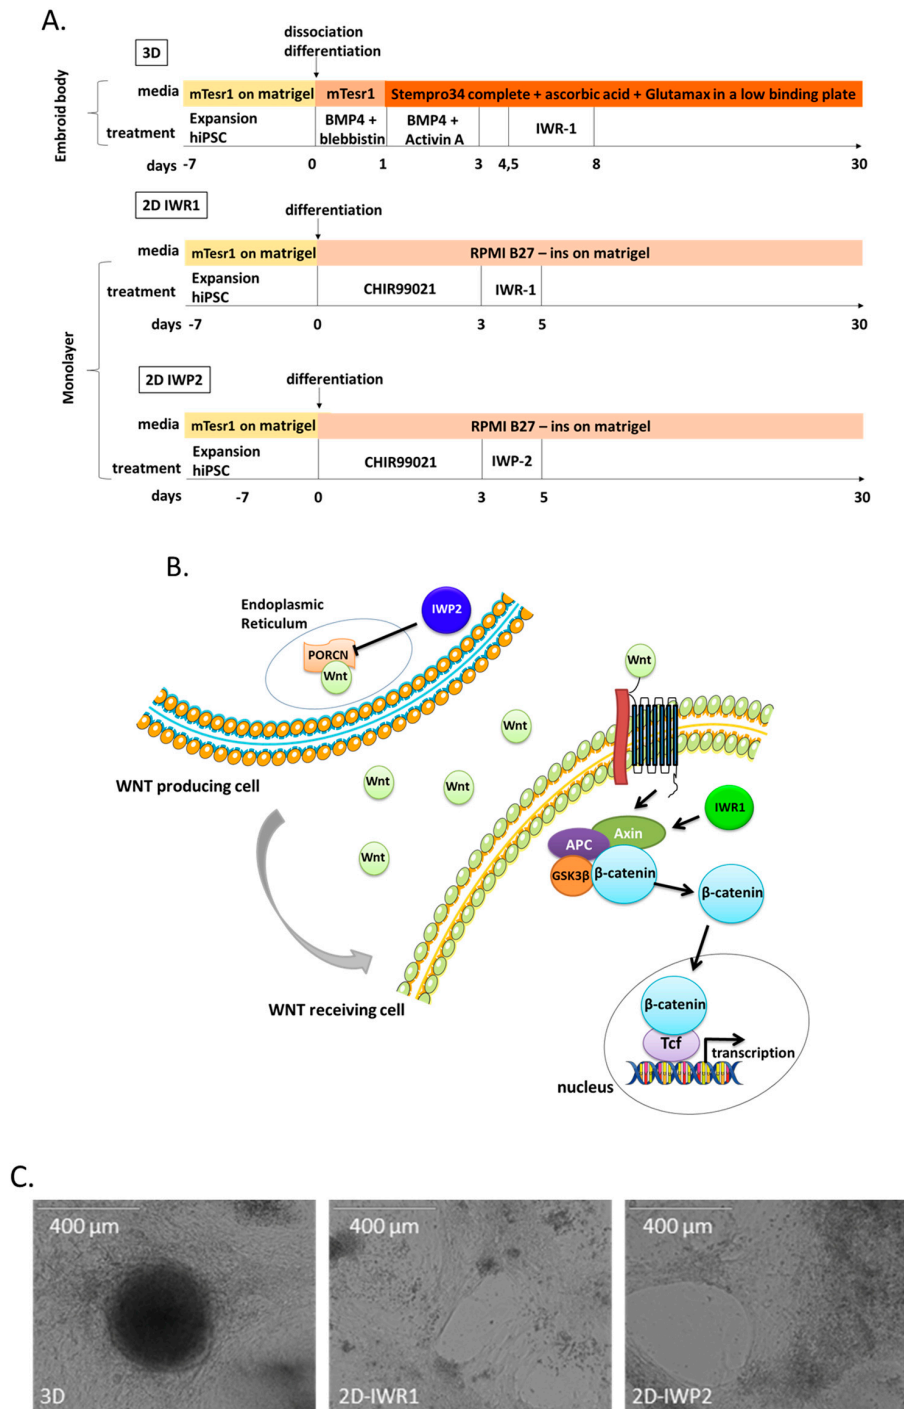 A.
dissociation
differentiation
3D
Embroid body
media
mTesr1 on matrigel
mTesr1
Stempro34 complete + ascorbic acid + Glutamax in a low binding plate
treatment
Expansion
hiPSC
BMP4 +
blebbistin
BMP4 +
Activin A
IWR-1
days
-7
0
1
3
4,5
8
30
2D IWR1
differentiation
Monolayer
media
mTesr1 on matrigel
RPMI B27 – ins on matrigel
treatment
Expansion
hiPSC
CHIR99021
IWR-1
days
-7
0
3
5
30
2D IWP2
differentiation
media
mTesr1 on matrigel
RPMI B27 – ins on matrigel
treatment
Expansion
hiPSC
CHIR99021
IWP-2
days
-7
0
3
5
30
B.
Endoplasmic
Reticulum
IWP2
PORCN
Wnt
Wnt
Wnt
Wnt
Wnt
Wnt
WNT producing cell
IWR1
Axin
APC
GSK3β
β-catenin
β-catenin
WNT receiving cell
β-catenin
Tcf
transcription
nucleus
C.
400 µm
3D
400 µm
2D-IWR1
400 µm
2D-IWP2